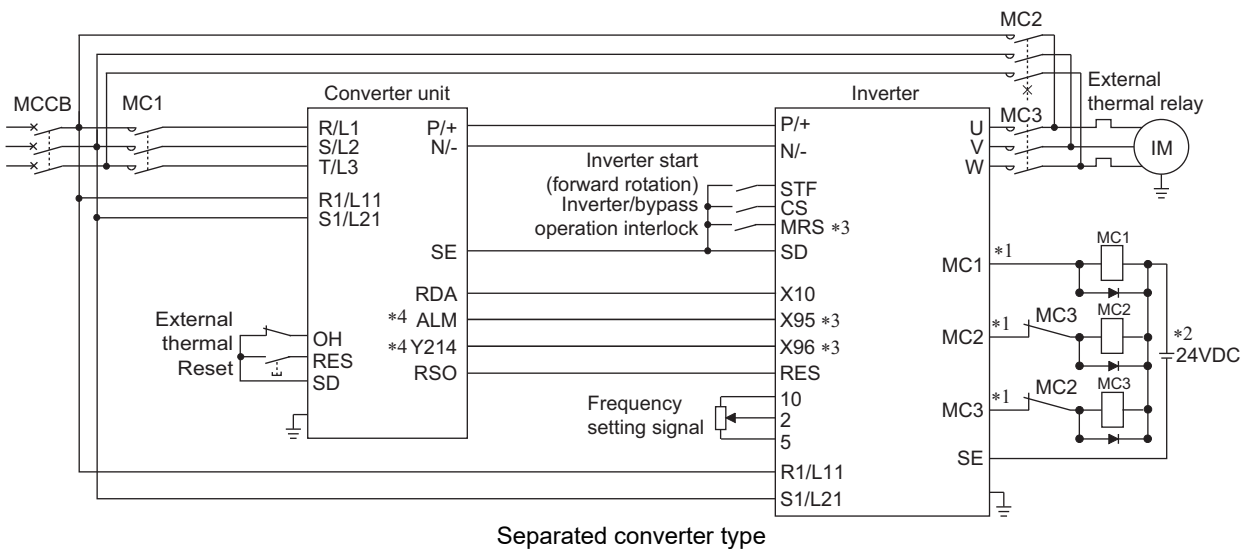 MC2
MCCB
MC1
Converter unit
Inverter
External
thermal relay
MC3
R/L1
S/L2
T/L3
R1/L11
S1/L21
P/+
N/-
SE
RDA
*4 ALM
*4 Y214
RSO
External
thermal
Reset
OH
RES
SD
Inverter start
(forward rotation)
Inverter/bypass
operation interlock
Frequency
setting signal
P/+
N/-
STF
CS
MRS *3
SD
X10
X95 *3
X96 *3
RES
10
2
5
R1/L11
S1/L21
U
V
W
IM
MC1 *1
MC1
MC2 *1 MC3
MC2
MC3 *1 MC2
MC3
SE
*2
24VDC
Separated converter type